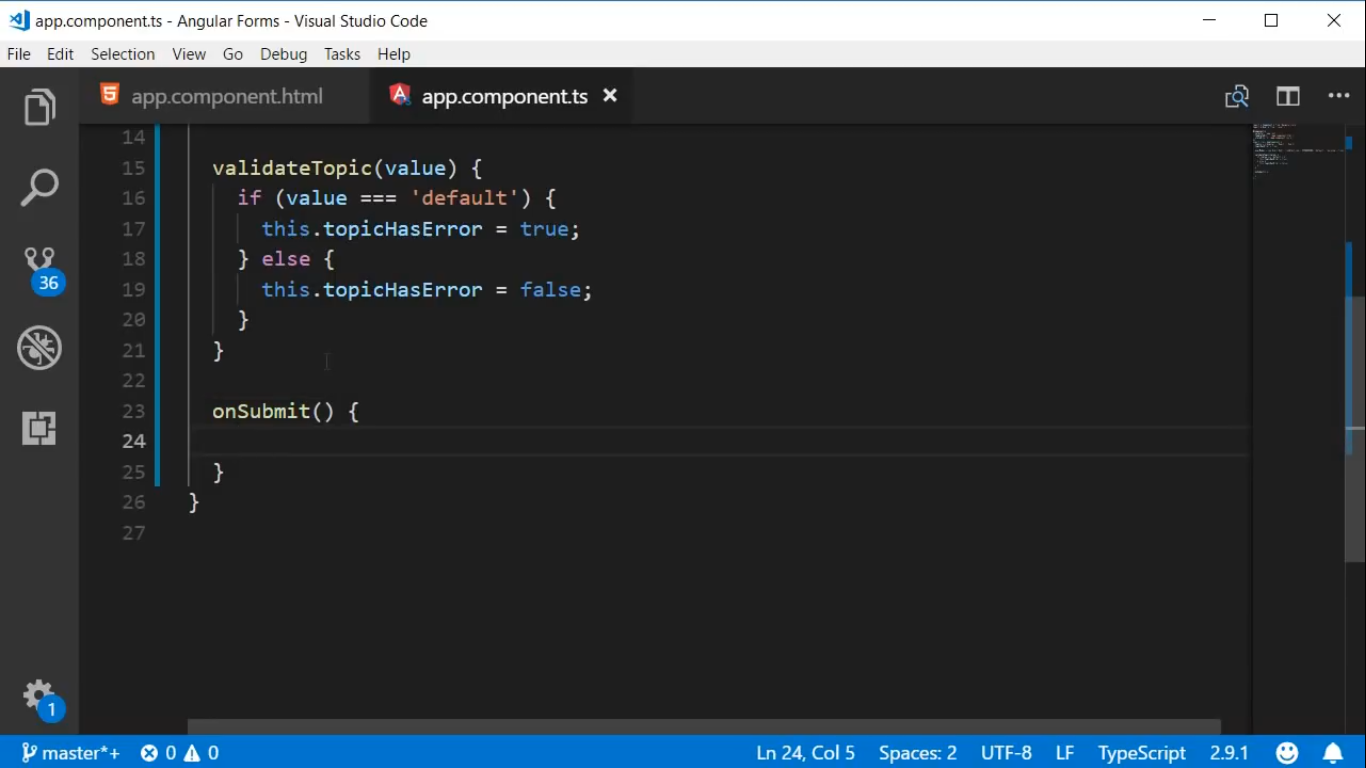 app.component.ts - Angular Forms - Visual Studio Code
File Edit Selection View Go Debug Tasks Help
app.component.html app.component.ts
14
15 validateTopic(value) {
16 if (value === 'default') {
17 this.topicHasError = true;
18 } else {
19 this.topicHasError = false;
20 }
21 }
22
23 onSubmit() {
24
25 }
26 }
27
36
1
master*+ 0 0 Ln 24, Col 5 Spaces: 2 UTF-8 LF TypeScript 2.9.1